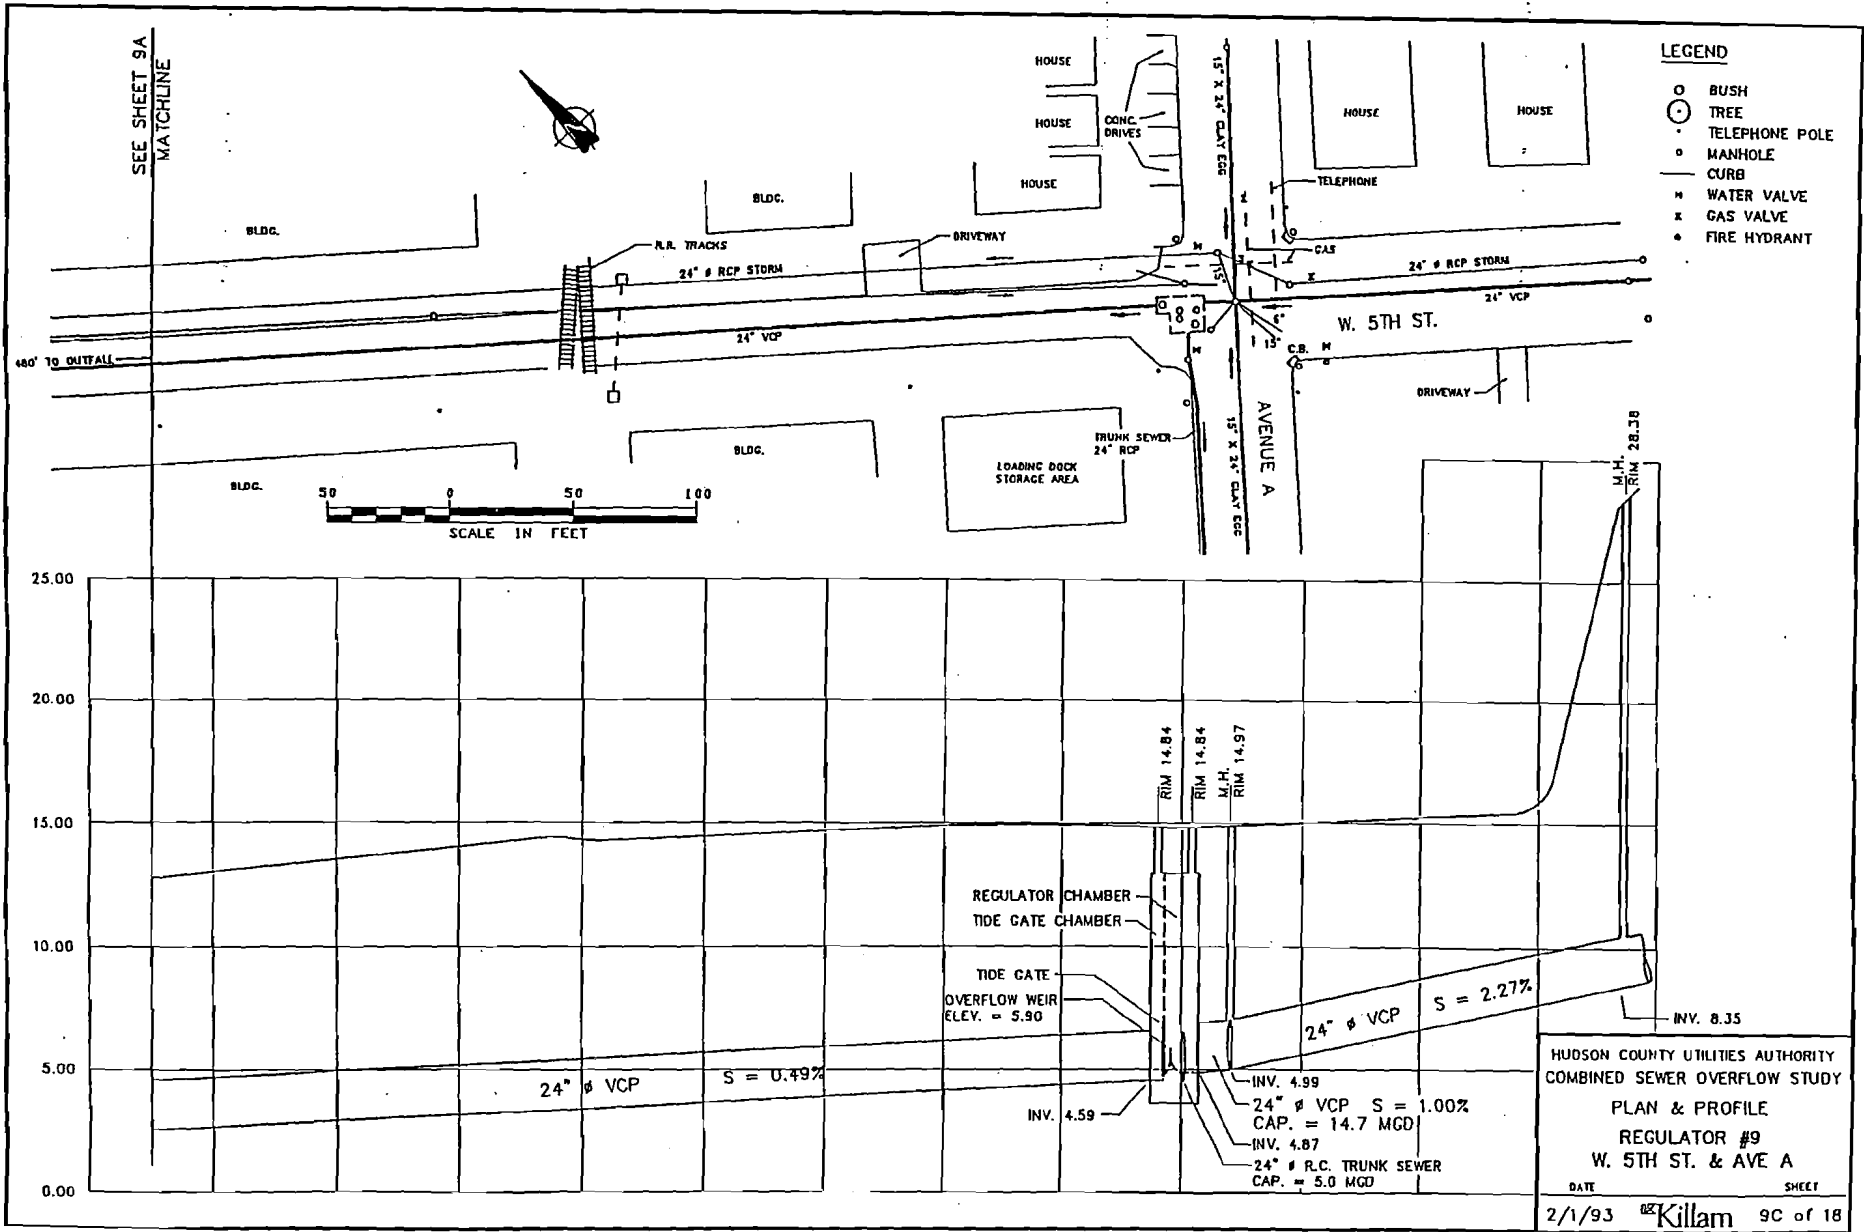 SEE SHEET 9A
MATCHLINE
HOUSE
HOUSE
HOUSE
CONC.
DRIVES
15" X 24" CLAY EGG
HOUSE
HOUSE
LEGEND
BUSH
TREE
TELEPHONE POLE
MANHOLE
CURB
WATER VALVE
GAS VALVE
FIRE HYDRANT
TELEPHONE
BLDG.
BLDG.
R.R. TRACKS
DRIVEWAY
GAS
24" ø RCP STORM
24" ø RCP STORM
15"
24" VCP
6"
W. 5TH ST.
15"
24" VCP
480' TO OUTFALL
C.B.
DRIVEWAY
AVENUE A
15" X 24" CLAY EGG
TRUNK SEWER
24" RCP
BLDG.
LOADING DOCK
STORAGE AREA
BLDG.
50 0 50 100
SCALE IN FEET
M.H.
RIM 28.38
25.00
20.00
15.00
10.00
5.00
0.00
RIM 14.84
RIM 14.84
M.H.
RIM 14.97
REGULATOR CHAMBER
TIDE GATE CHAMBER
TIDE GATE
OVERFLOW WEIR
ELEV. = 5.90
24" ø VCP S = 2.27%
INV. 8.35
24" ø VCP S = 0.49%
INV. 4.59
INV. 4.99
24" ø VCP S = 1.00%
CAP. = 14.7 MGD
INV. 4.87
24" ø R.C. TRUNK SEWER
CAP. = 5.0 MGD
HUDSON COUNTY UTILITIES AUTHORITY
COMBINED SEWER OVERFLOW STUDY
PLAN & PROFILE
REGULATOR #9
W. 5TH ST. & AVE A
DATE SHEET
2/1/93 Killam 9C of 18